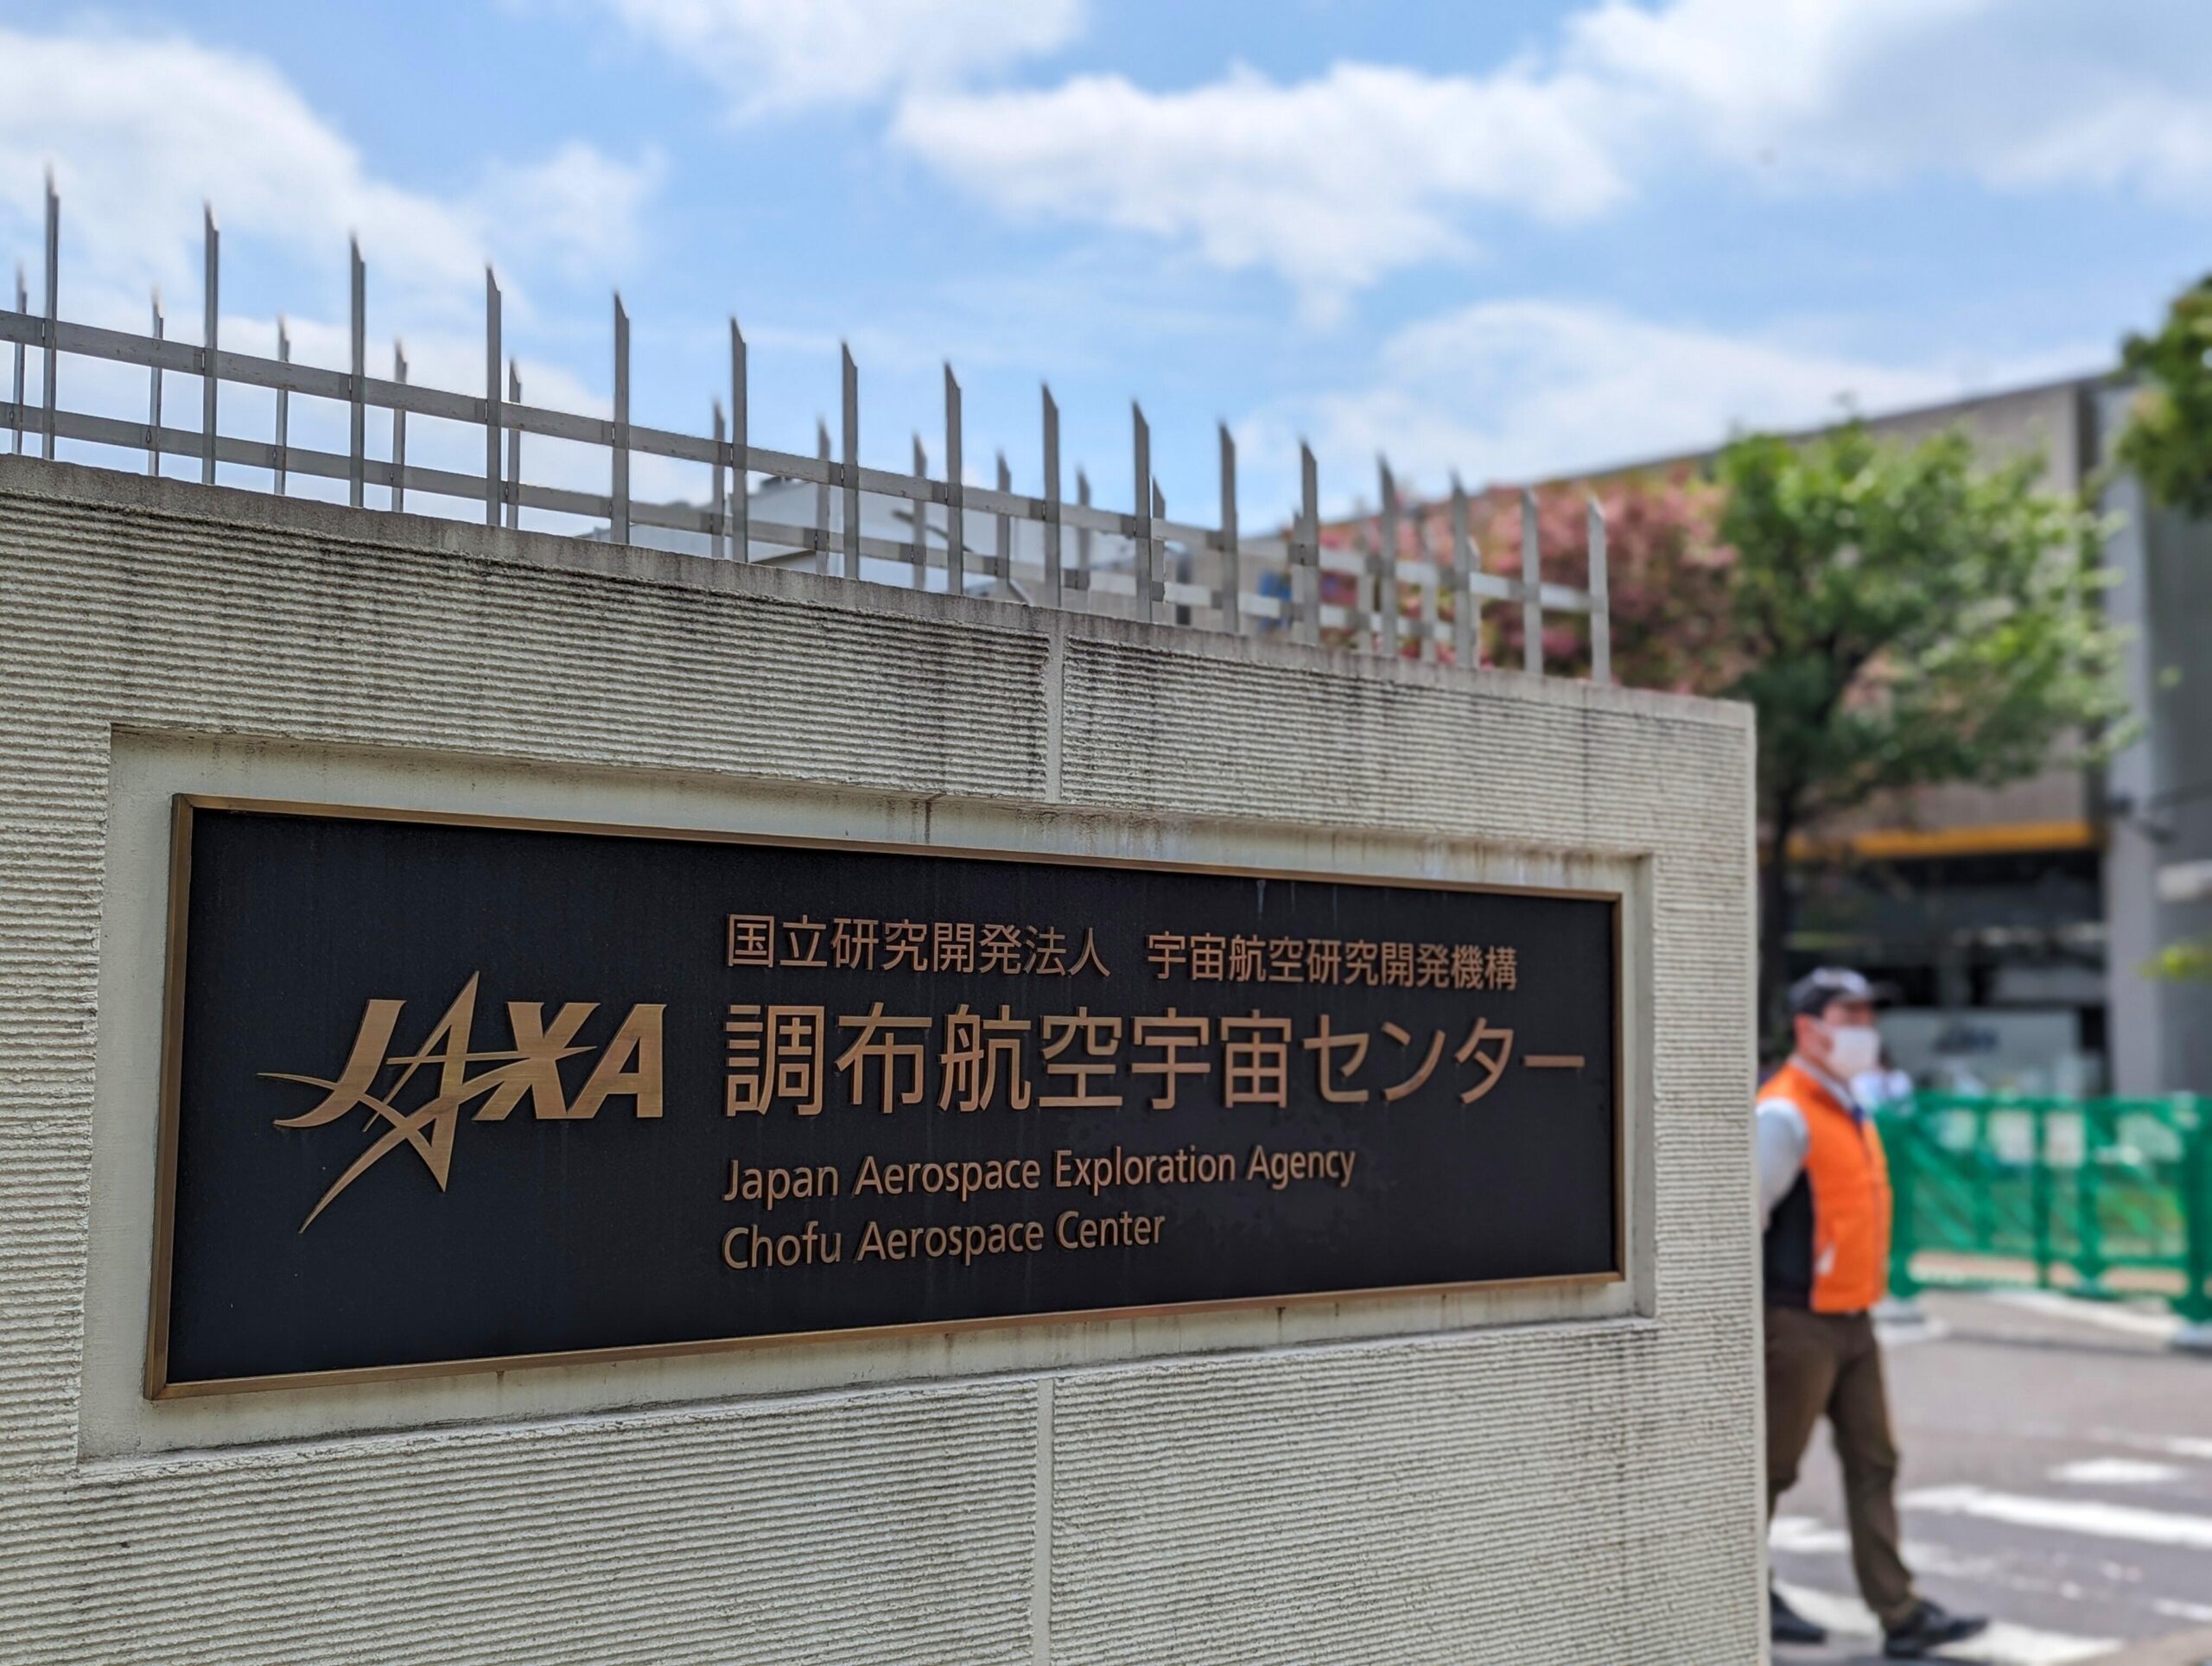 JAXA
国立研究開発法人　宇宙航空研究開発機構
調布航空宇宙センター
Japan Aerospace Exploration Agency
Chofu Aerospace Center